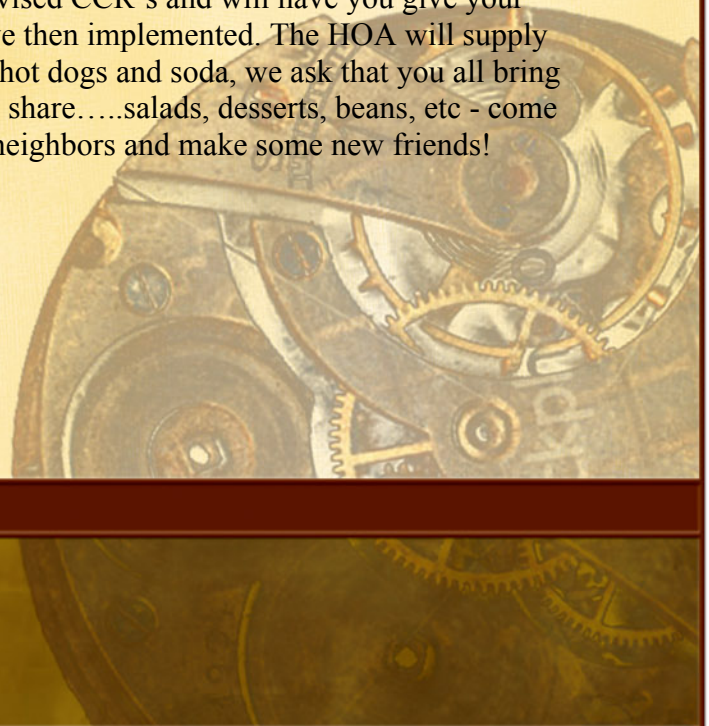 vised CCR's and will have you give your
e then implemented. The HOA will supply
hot dogs and soda, we ask that you all bring
share…..salads, desserts, beans, etc - come
neighbors and make some new friends!